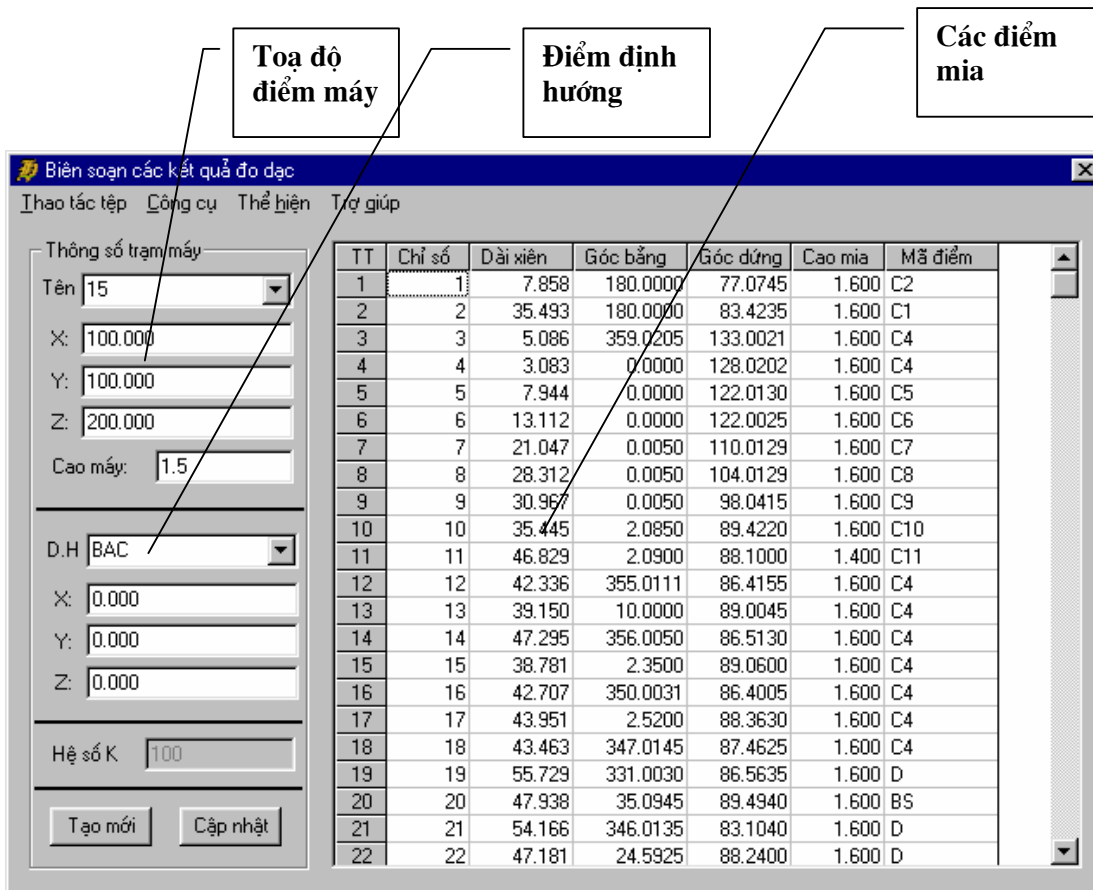 Toạ độ
điểm máy
Điểm định
hướng
Các điểm
mia
Biên soạn các kết quả đo đạc
Thao tác tệp Công cụ Thể hiện Trợ giúp
Thông số trạm máy
Tên 15
X: 100.000
Y: 100.000
Z: 200.000
Cao máy: 1.5
D.H BAC
X: 0.000
Y: 0.000
Z: 0.000
Hệ số K 100
Tạo mới Cập nhật
TT Chỉ số Dài xiên Góc bằng Góc dứng Cao mia Mã điểm
1 1 7.858 180.0000 77.0745 1.600 C2
2 2 35.493 180.0000 83.4235 1.600 C1
3 3 5.086 359.0205 133.0021 1.600 C4
4 4 3.083 0.0000 128.0202 1.600 C4
5 5 7.944 0.0000 122.0130 1.600 C5
6 6 13.112 0.0000 122.0025 1.600 C6
7 7 21.047 0.0050 110.0129 1.600 C7
8 8 28.312 0.0050 104.0129 1.600 C8
9 9 30.967 0.0050 98.0415 1.600 C9
10 10 35.445 2.0850 89.4220 1.600 C10
11 11 46.829 2.0900 88.1000 1.400 C11
12 12 42.336 355.0111 86.4155 1.600 C4
13 13 39.150 10.0000 89.0045 1.600 C4
14 14 47.295 356.0050 86.5130 1.600 C4
15 15 38.781 2.3500 89.0600 1.600 C4
16 16 42.707 350.0031 86.4005 1.600 C4
17 17 43.951 2.5200 88.3630 1.600 C4
18 18 43.463 347.0145 87.4625 1.600 C4
19 19 55.729 331.0030 86.5635 1.600 D
20 20 47.938 35.0945 89.4940 1.600 BS
21 21 54.166 346.0135 83.1040 1.600 D
22 22 47.181 24.5925 88.2400 1.600 D